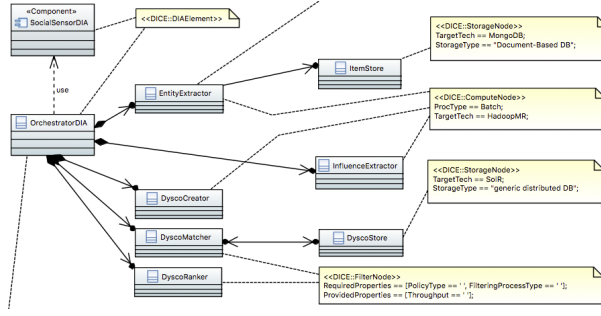 «Component»
SocialSensorDIA
<<DICE::DIAElement>>
<<DICE::StorageNode>>
TargetTech == MongoDB;
StorageType == "Document-Based DB";
use
EntityExtractor
ItemStore
OrchestratorDIA
<<DICE::ComputeNode>>
ProcType == Batch;
TargetTech == HadoopMR;
InfluenceExtractor
<<DICE::StorageNode>>
TargetTech == SolR;
StorageType == "generic distributed DB";
DyscoCreator
DyscoMatcher
DyscoStore
DyscoRanker
<<DICE::FilterNode>>
RequiredProperties == [PolicyType == ' ', FilteringProcessType == ' '];
ProvidedProperties == [Throughput == ' '];